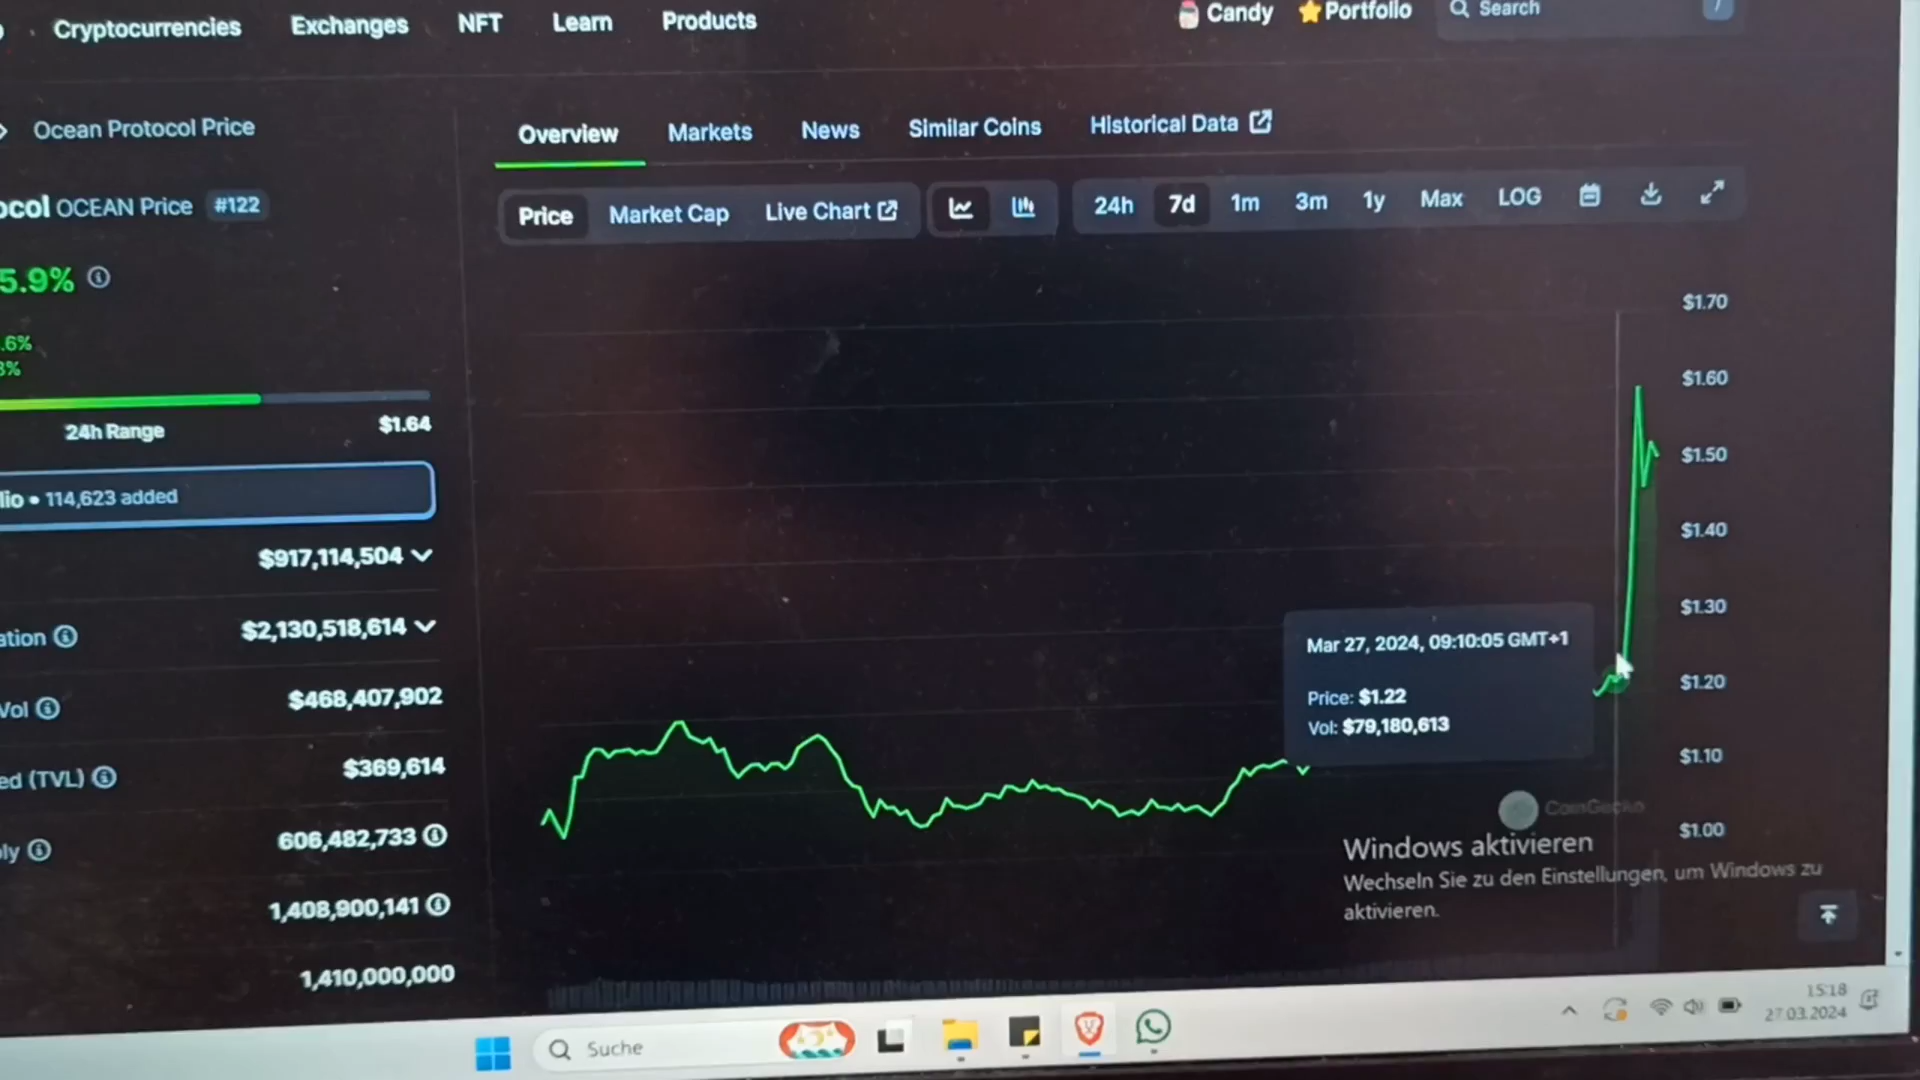 Cryptocurrencies Exchanges NFT Learn Products Candy Portfolio Search /
Ocean Protocol Price
Overview Markets News Similar Coins Historical Data
ocol OCEAN Price #122
Price Market Cap Live Chart 24h 7d 1m 3m 1y Max LOG
5.9%
.6%
3%
24h Range $1.64
lio • 114,623 added
$917,114,504
ation $2,130,518,614
Vol $468,407,902
ed (TVL) $369,614
ply 606,482,733
1,408,900,141
1,410,000,000
$1.70
$1.60
$1.50
$1.40
$1.30
$1.20
$1.10
$1.00
Mar 27, 2024, 09:10:05 GMT+1
Price: $1.22
Vol: $79,180,613
CoinGecko
Windows aktivieren
Wechseln Sie zu den Einstellungen, um Windows zu
aktivieren.
Suche
15:18
27.03.2024